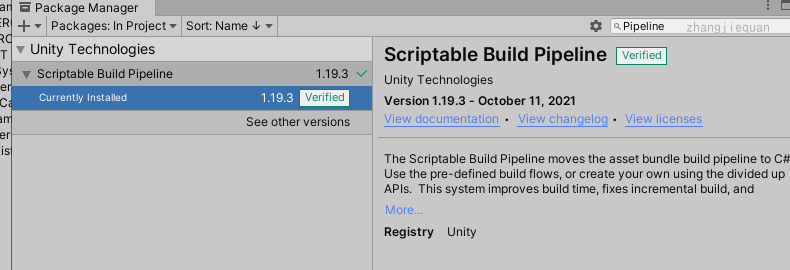 Package Manager
Packages: In Project
Sort: Name ↓
Pipeline
zhangjiequan
Unity Technologies
Scriptable Build Pipeline 1.19.3
Currently Installed 1.19.3 Verified
See other versions
Scriptable Build Pipeline Verified
Unity Technologies
Version 1.19.3 - October 11, 2021
View documentation • View changelog • View licenses
The Scriptable Build Pipeline moves the asset bundle build pipeline to C#
Use the pre-defined build flows, or create your own using the divided up
APIs. This system improves build time, fixes incremental build, and
More...
Registry Unity